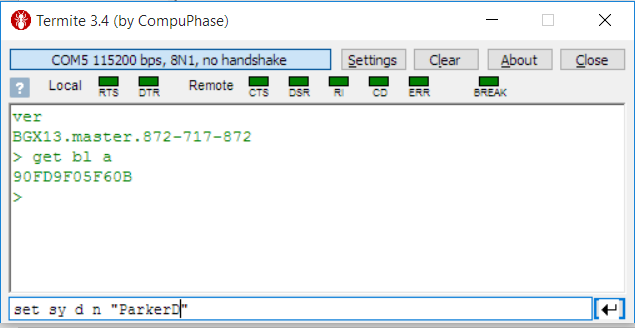 Termite 3.4 (by CompuPhase)
COM5 115200 bps, 8N1, no handshake
Settings
Clear
About
Close
?
Local
RTS
DTR
Remote
CTS
DSR
RI
CD
ERR
BREAK
ver
BGX13.master.872-717-872
> get bl a
90FD9F05F60B
>
set sy d n "ParkerD"